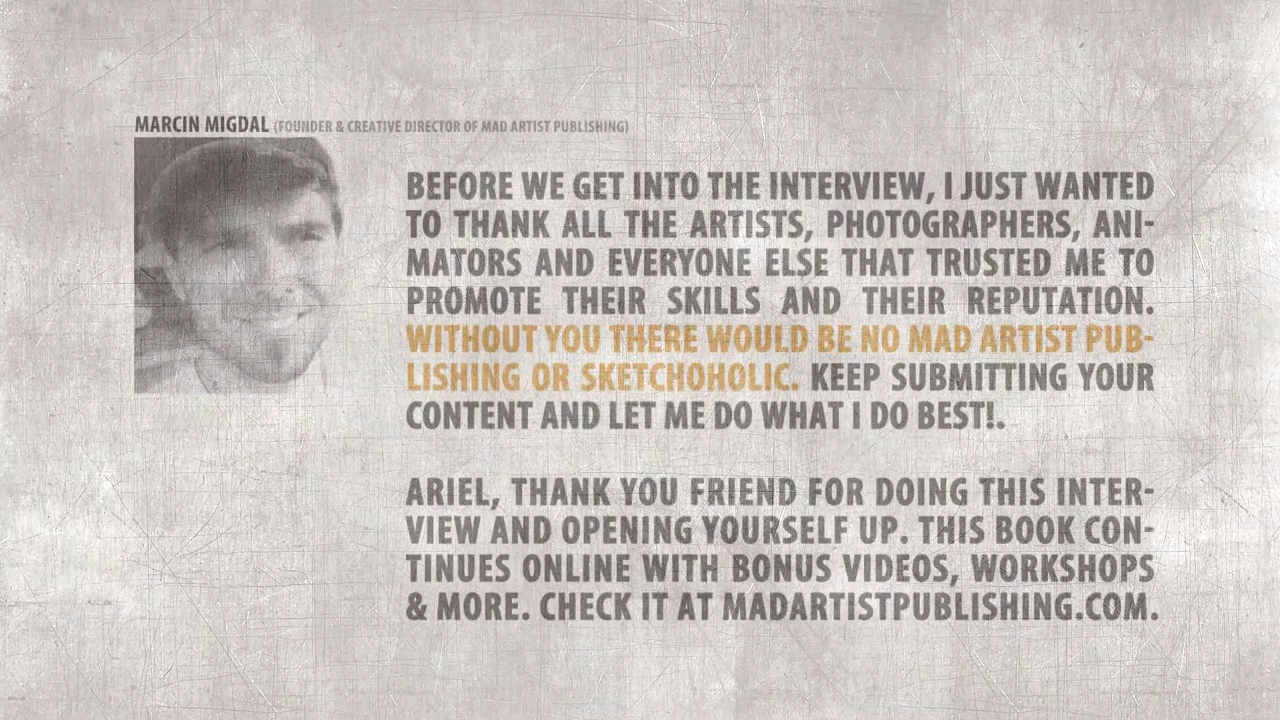 MARCIN MIGDAL (FOUNDER & CREATIVE DIRECTOR OF MAD ARTIST PUBLISHING)
BEFORE WE GET INTO THE INTERVIEW, I JUST WANTED
TO THANK ALL THE ARTISTS, PHOTOGRAPHERS, ANI-
MATORS AND EVERYONE ELSE THAT TRUSTED ME TO
PROMOTE THEIR SKILLS AND THEIR REPUTATION.
WITHOUT YOU THERE WOULD BE NO MAD ARTIST PUB-
LISHING OR SKETCHOHOLIC. KEEP SUBMITTING YOUR
CONTENT AND LET ME DO WHAT I DO BEST!.
ARIEL, THANK YOU FRIEND FOR DOING THIS INTER-
VIEW AND OPENING YOURSELF UP. THIS BOOK CON-
TINUES ONLINE WITH BONUS VIDEOS, WORKSHOPS
& MORE. CHECK IT AT MADARTISTPUBLISHING.COM.